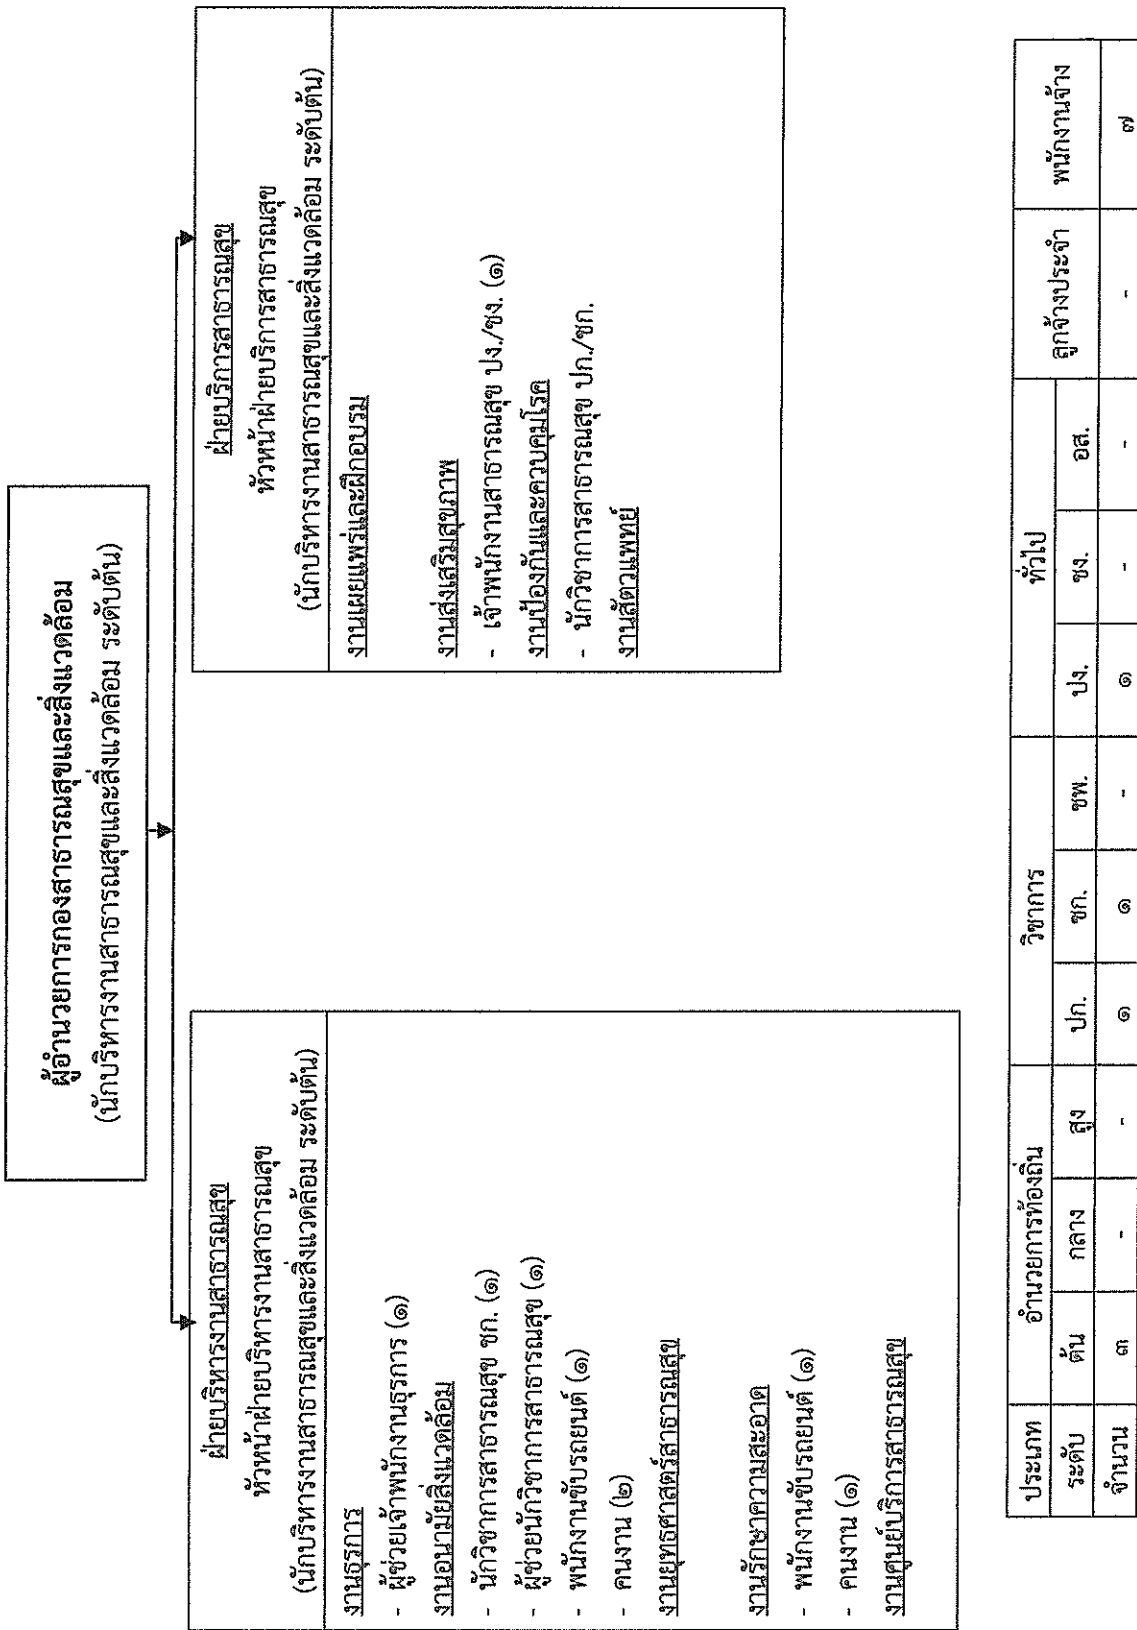 ผู้อำนวยการกองสาธารณสุขและสิ่งแวดล้อม
(นักบริหารงานสาธารณสุขและสิ่งแวดล้อม ระดับต้น)
ฝ่ายบริหารงานสาธารณสุข
หัวหน้าฝ่ายบริหารงานสาธารณสุข
(นักบริหารงานสาธารณสุขและสิ่งแวดล้อม ระดับต้น)
งานธุรการ
- ผู้ช่วยเจ้าพนักงานธุรการ (๑)
งานอนามัยสิ่งแวดล้อม
- นักวิชาการสาธารณสุข ชก. (๑)
- ผู้ช่วยนักวิชาการสาธารณสุข (๑)
- พนักงานขับรถยนต์ (๑)
- คนงาน (๒)
งานยุทธศาสตร์สาธารณสุข
งานรักษาความสะอาด
- พนักงานขับรถยนต์ (๑)
- คนงาน (๑)
งานศูนย์บริการสาธารณสุข
ฝ่ายบริการสาธารณสุข
หัวหน้าฝ่ายบริการสาธารณสุข
(นักบริหารงานสาธารณสุขและสิ่งแวดล้อม ระดับต้น)
งานเผยแพร่และฝึกอบรม
งานส่งเสริมสุขภาพ
- เจ้าพนักงานสาธารณสุข ปง./ชง. (๑)
งานป้องกันและควบคุมโรค
- นักวิชาการสาธารณสุข ปก./ชก.
งานสัตวแพทย์
ประเภท อำนวยการท้องถิ่น วิชาการ ทั่วไป ลูกจ้างประจำ พนักงานจ้าง
ระดับ ต้น กลาง สูง ปก. ชก. ชพ. ปง. ชง. อส.
จำนวน ๓ - - ๑ ๑ - ๑ - - - ๗